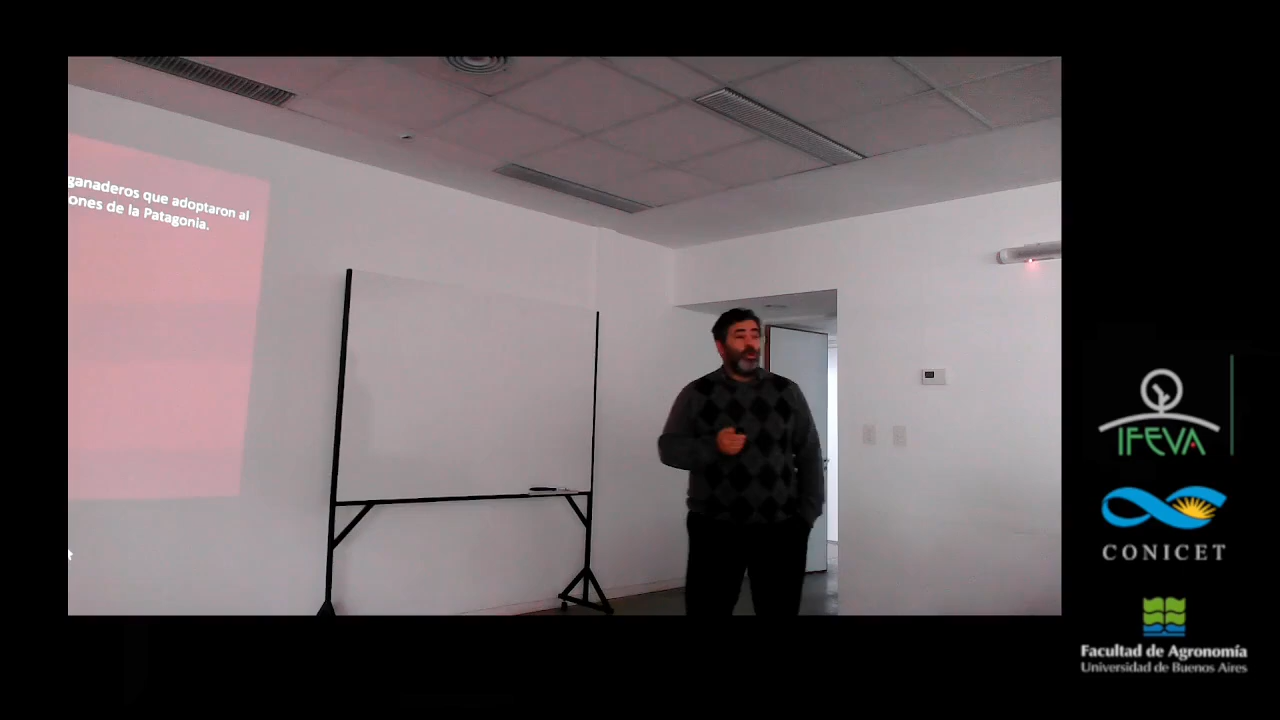 ganaderos que adoptaron al
ones de la Patagonia.
IFEVA
CONICET
Facultad de Agronomía
Universidad de Buenos Aires